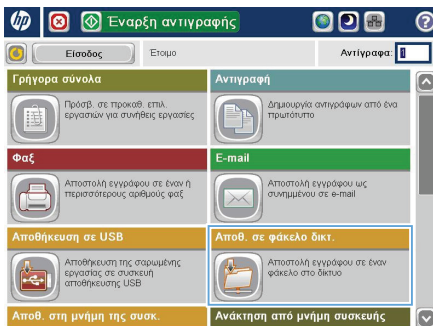 hp Έναρξη αντιγραφής ?
Είσοδος Έτοιμο Αντίγραφα: 1
Γρήγορα σύνολα Αντιγραφή
Πρόσβ. σε προκαθ. επιλ. Δημιουργία αντιγράφων από ένα
εργασιών για συνήθεις εργασίες πρωτότυπο
Φαξ E-mail
Αποστολή εγγράφου σε έναν ή Αποστολή εγγράφου ως
περισσότερους αριθμούς φαξ συνημμένου σε e-mail
Αποθήκευση σε USB Αποθ. σε φάκελο δικτ.
Αποθήκευση της σαρωμένης Αποστολή εγγράφου σε έναν
εργασίας σε συσκευή φάκελο στο δίκτυο
αποθήκευσης USB
Αποθ. στη μνήμη της συσκ. Ανάκτηση από μνήμη συσκευής